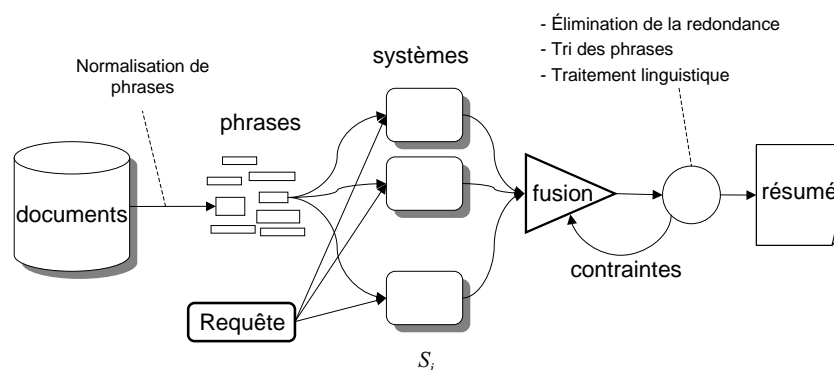 - Élimination de la redondance
- Tri des phrases
- Traitement linguistique
systèmes
Normalisation de
phrases
phrases
documents
fusion
résumé
contraintes
Requête
S_i